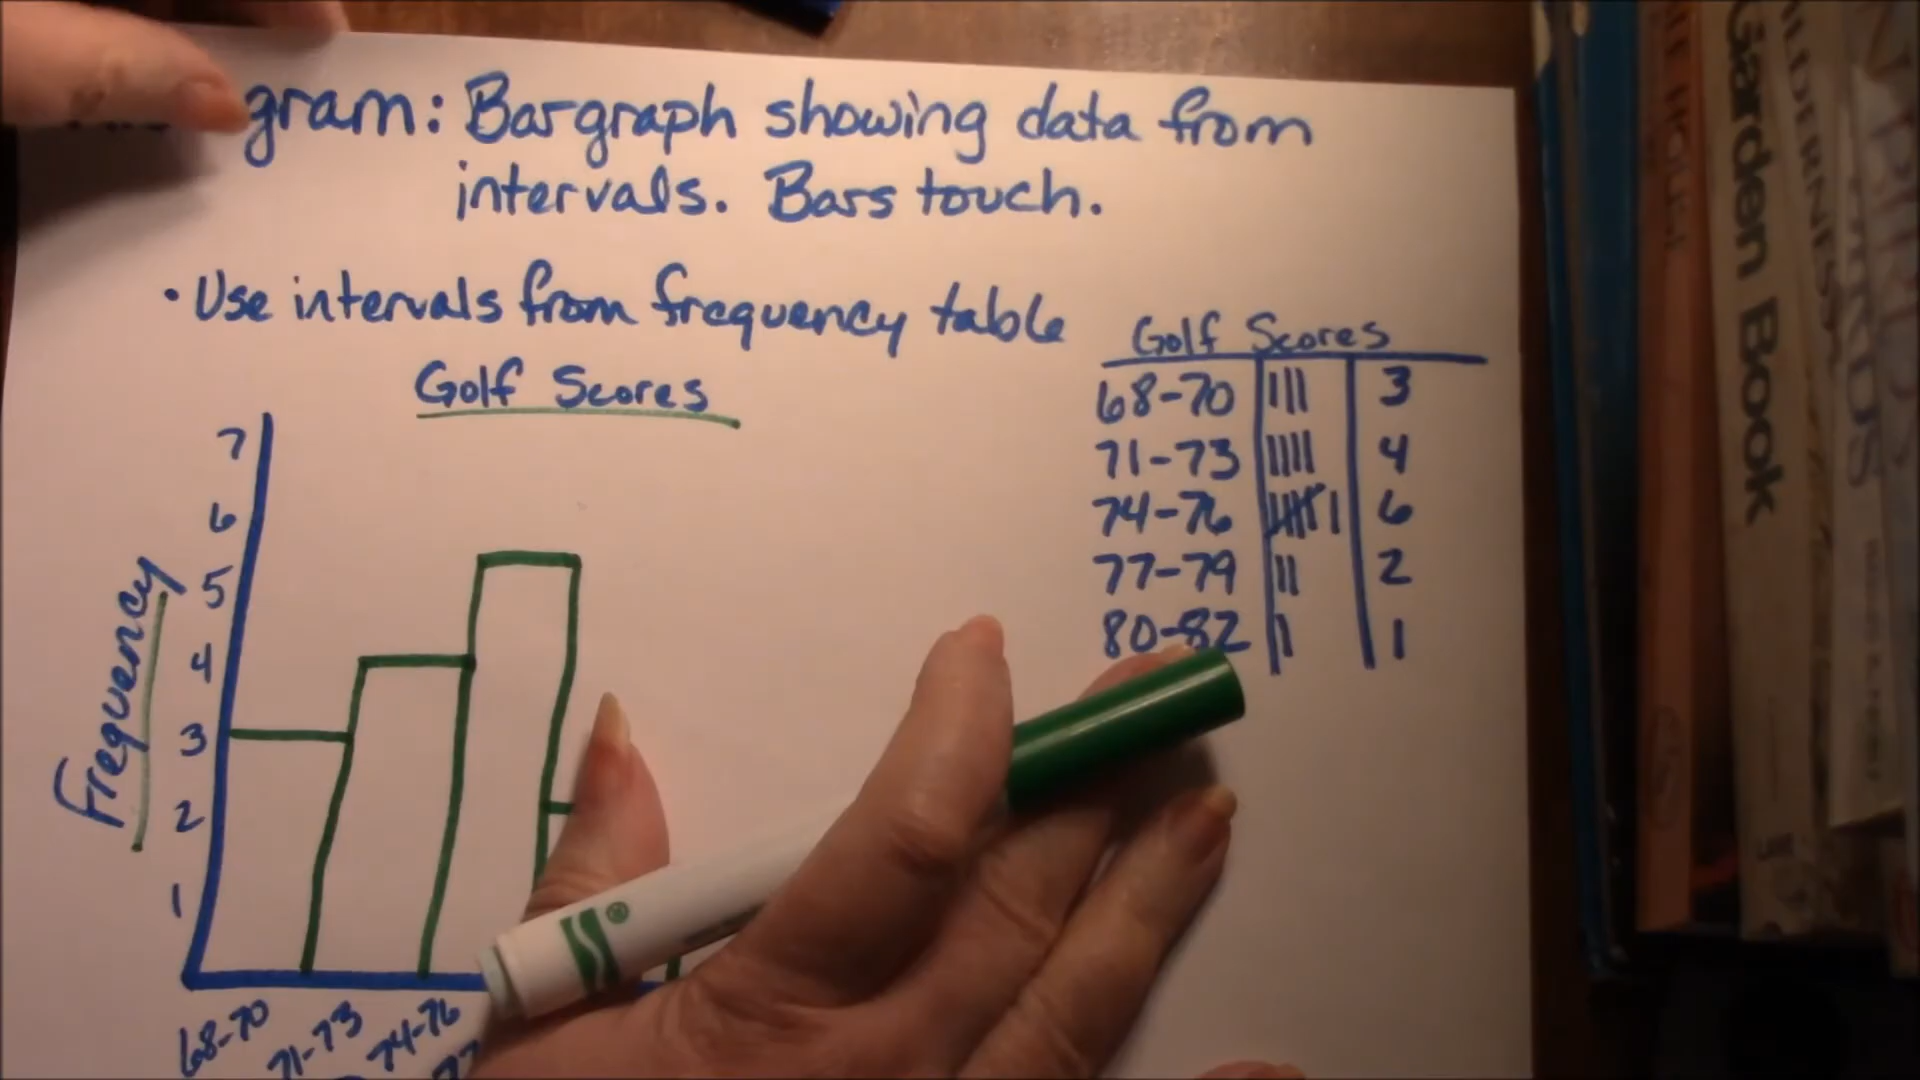 gram: Bargraph showing data from
intervals. Bars touch.
• Use intervals from frequency table
Golf Scores
7
6
5
4
3
2
1
Frequency
68-70
71-73
74-76
77
Golf Scores
68-70 3
71-73 4
74-76 6
77-79 2
80-82 1
®
Garden Book